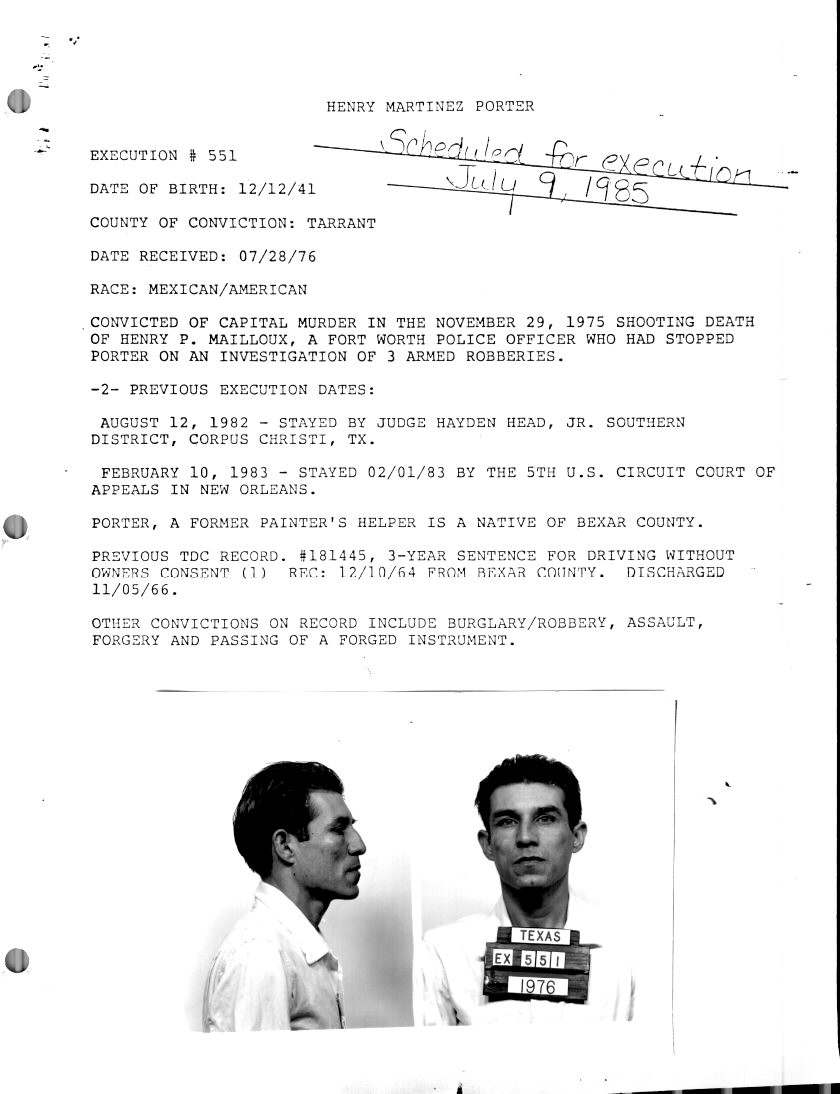 HENRY MARTINEZ PORTER
Scheduled for execution
July 9, 1985
EXECUTION # 551
DATE OF BIRTH: 12/12/41
COUNTY OF CONVICTION: TARRANT
DATE RECEIVED: 07/28/76
RACE: MEXICAN/AMERICAN
CONVICTED OF CAPITAL MURDER IN THE NOVEMBER 29, 1975 SHOOTING DEATH
OF HENRY P. MAILLOUX, A FORT WORTH POLICE OFFICER WHO HAD STOPPED
PORTER ON AN INVESTIGATION OF 3 ARMED ROBBERIES.
-2- PREVIOUS EXECUTION DATES:
AUGUST 12, 1982 - STAYED BY JUDGE HAYDEN HEAD, JR. SOUTHERN
DISTRICT, CORPUS CHRISTI, TX.
FEBRUARY 10, 1983 - STAYED 02/01/83 BY THE 5TH U.S. CIRCUIT COURT OF
APPEALS IN NEW ORLEANS.
PORTER, A FORMER PAINTER'S HELPER IS A NATIVE OF BEXAR COUNTY.
PREVIOUS TDC RECORD. #181445, 3-YEAR SENTENCE FOR DRIVING WITHOUT
OWNERS CONSENT (1) REC: 12/10/64 FROM BEXAR COUNTY. DISCHARGED
11/05/66.
OTHER CONVICTIONS ON RECORD INCLUDE BURGLARY/ROBBERY, ASSAULT,
FORGERY AND PASSING OF A FORGED INSTRUMENT.
TEXAS
EX 551
1976